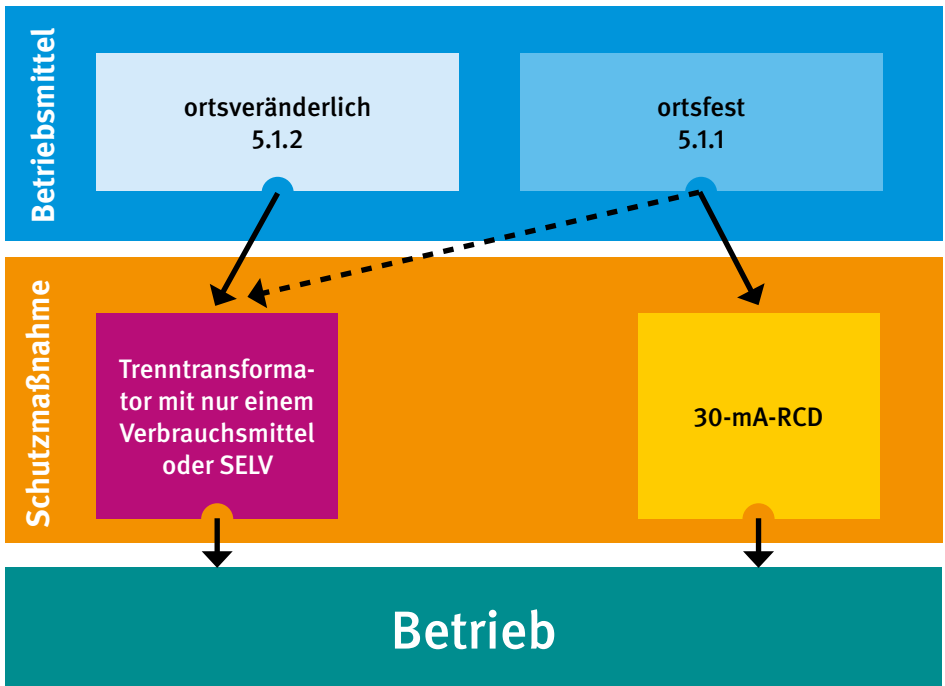 Betriebsmittel
ortsveränderlich
5.1.2
ortsfest
5.1.1
Schutzmaßnahme
Trenntransforma-
tor mit nur einem
Verbrauchsmittel
oder SELV
30-mA-RCD
Betrieb